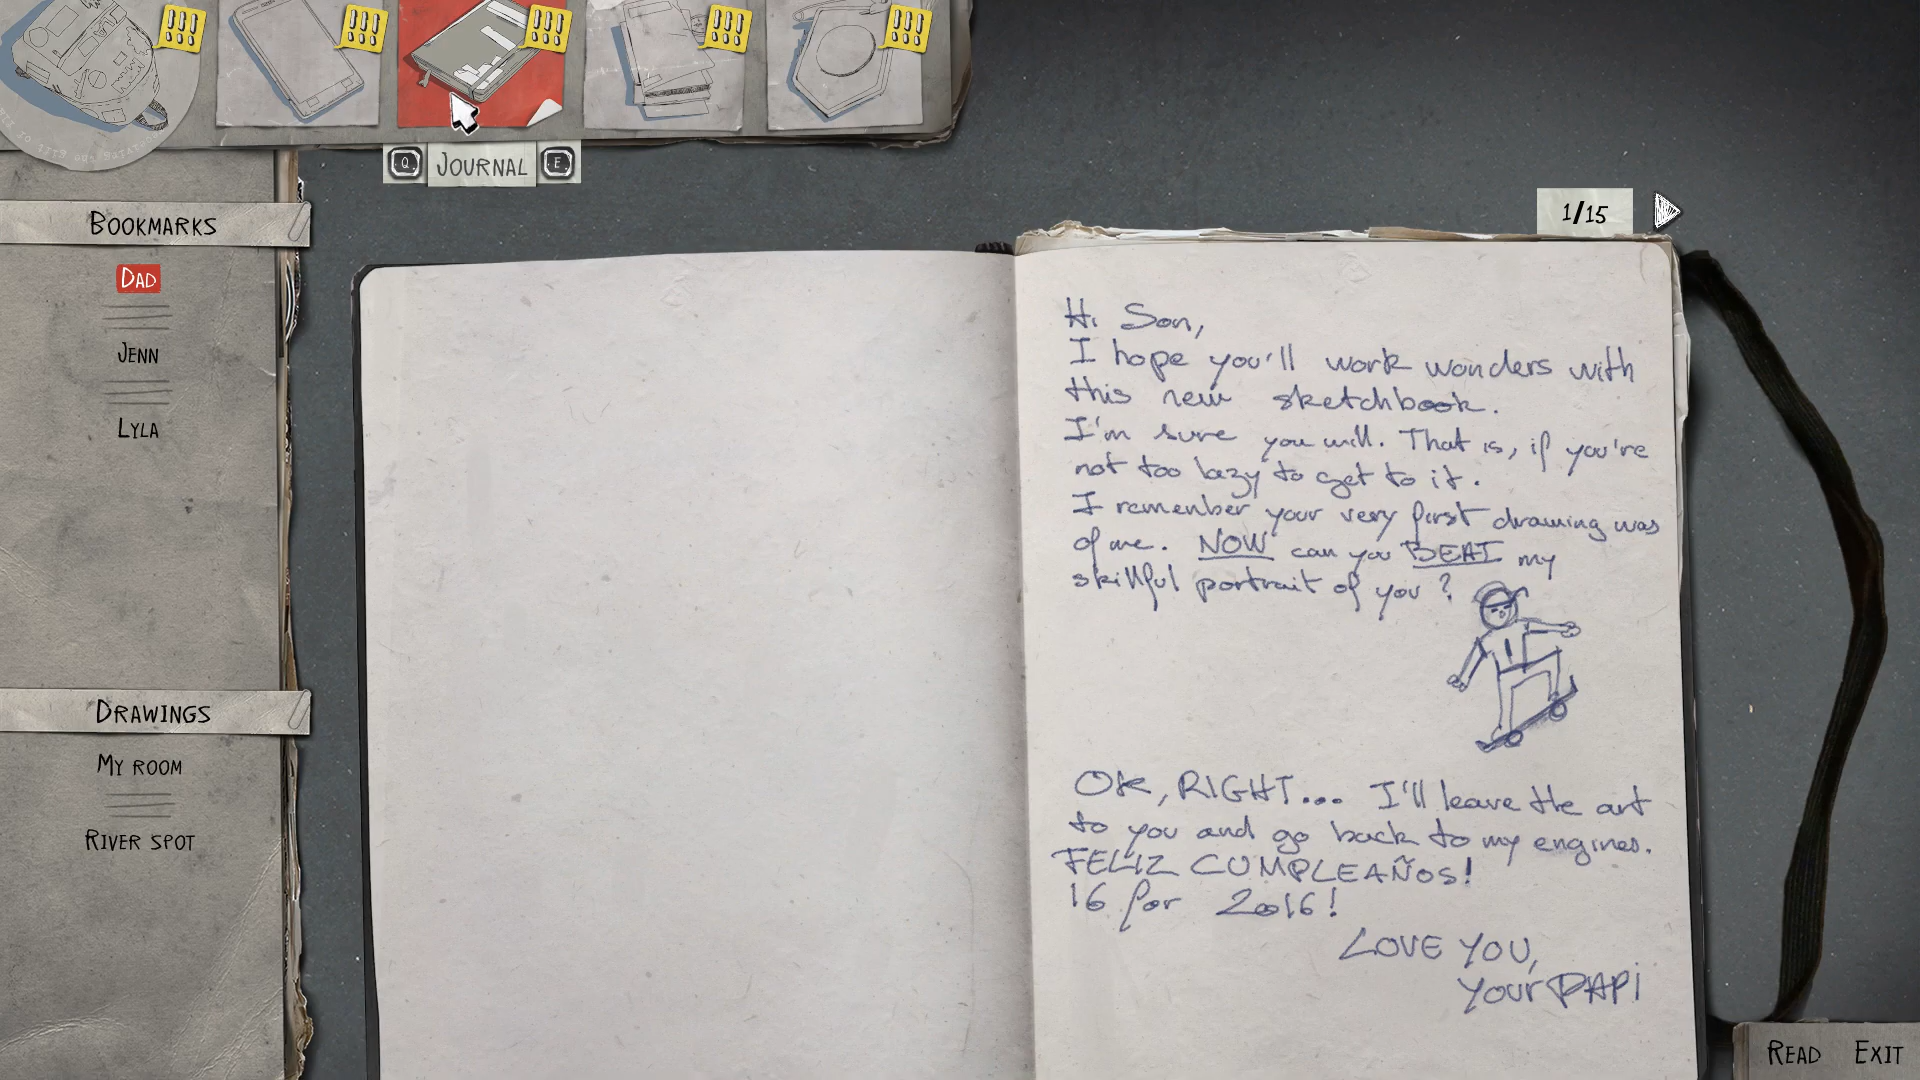 Q JOURNAL E
BOOKMARKS
DAD
JENN
LYLA
DRAWINGS
MY ROOM
RIVER SPOT
1/15
Hi Son,
I hope you'll work wonders with
this new sketchbook.
I'm sure you will. That is, if you're
not too lazy to get to it.
I remember your very first drawing was
of me. NOW can you BEAT my
skillful portrait of you?
OK, RIGHT... I'll leave the art
to you and go back to my engines.
FELIZ CUMPLEAÑOS!
16 for 2016!
LOVE YOU,
Your PAPI
READ EXIT